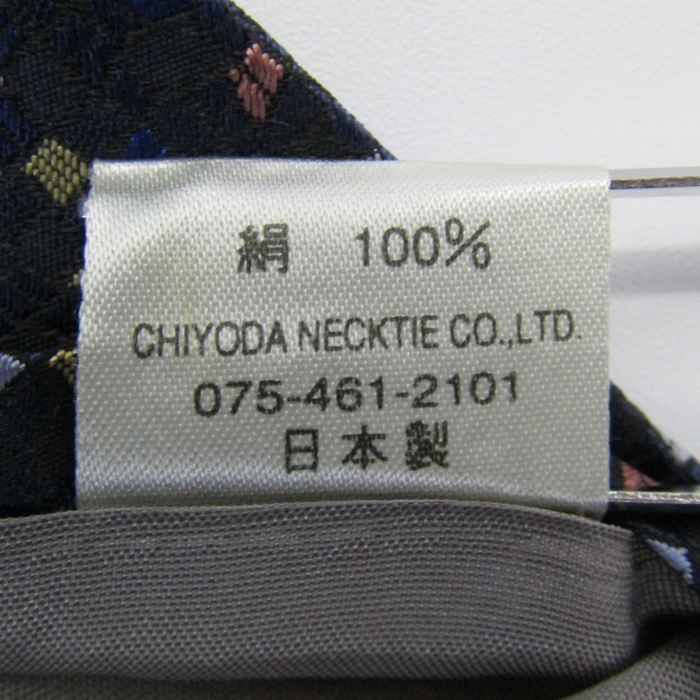 絹　100%
CHIYODA NECKTIE CO.,LTD.
075-461-2101
日本製